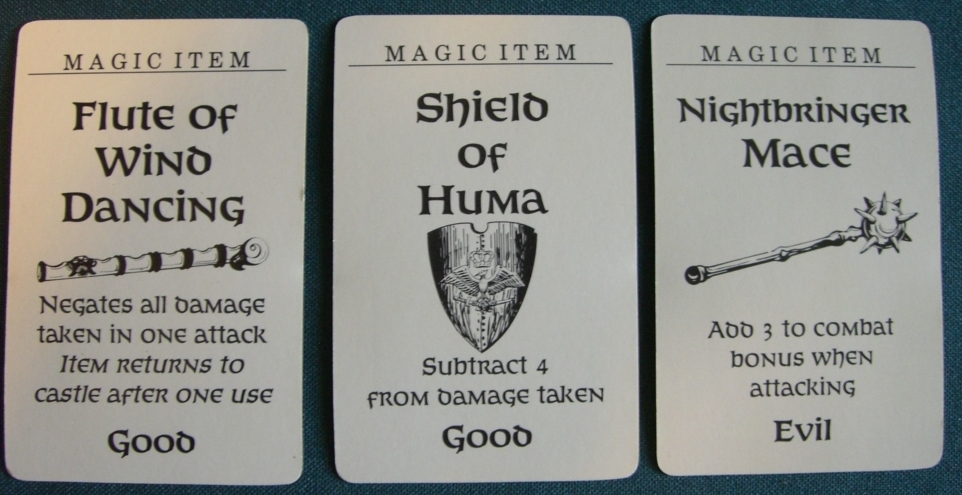 MAGIC ITEM
Flute of
Wind
Dancing
Negates all damage
taken in one attack
Item returns to
castle after one use
Good
MAGIC ITEM
Shield
of
Huma
Subtract 4
from damage taken
Good
MAGIC ITEM
Nightbringer
Mace
Add 3 to combat
bonus when
attacking
Evil